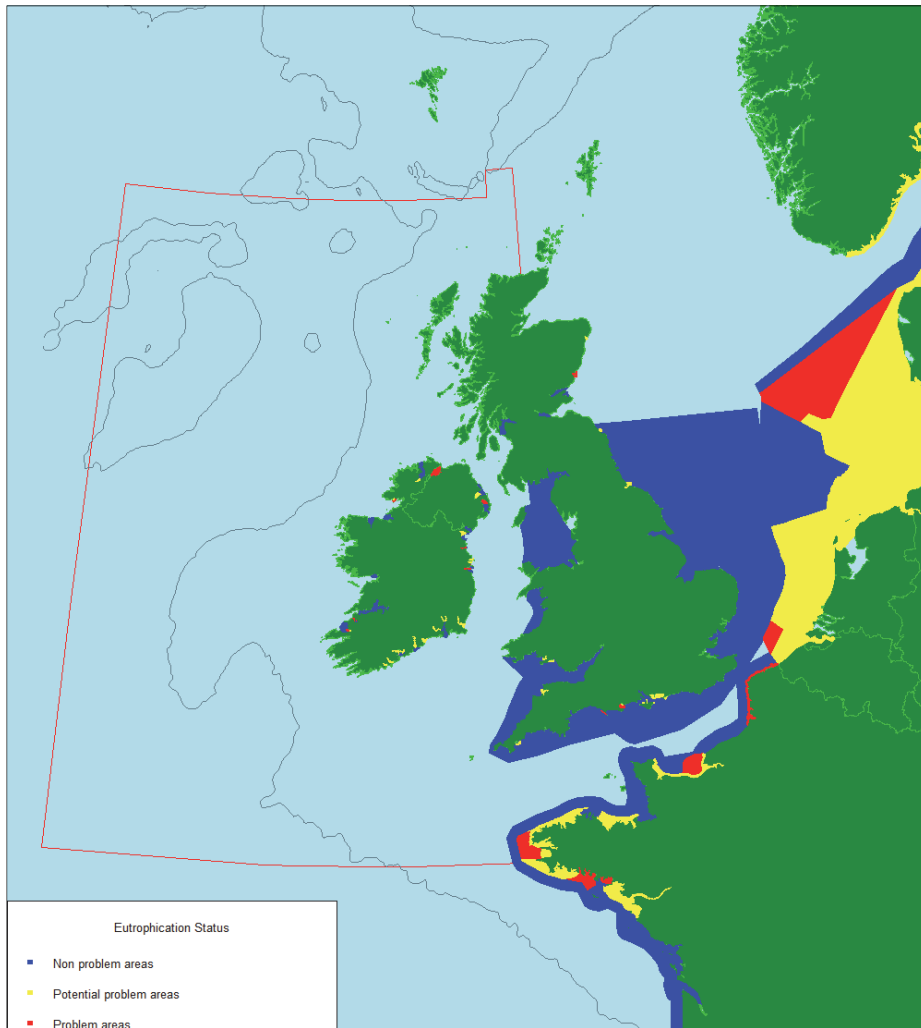 Eutrophication Status
Non problem areas
Potential problem areas
Problem areas